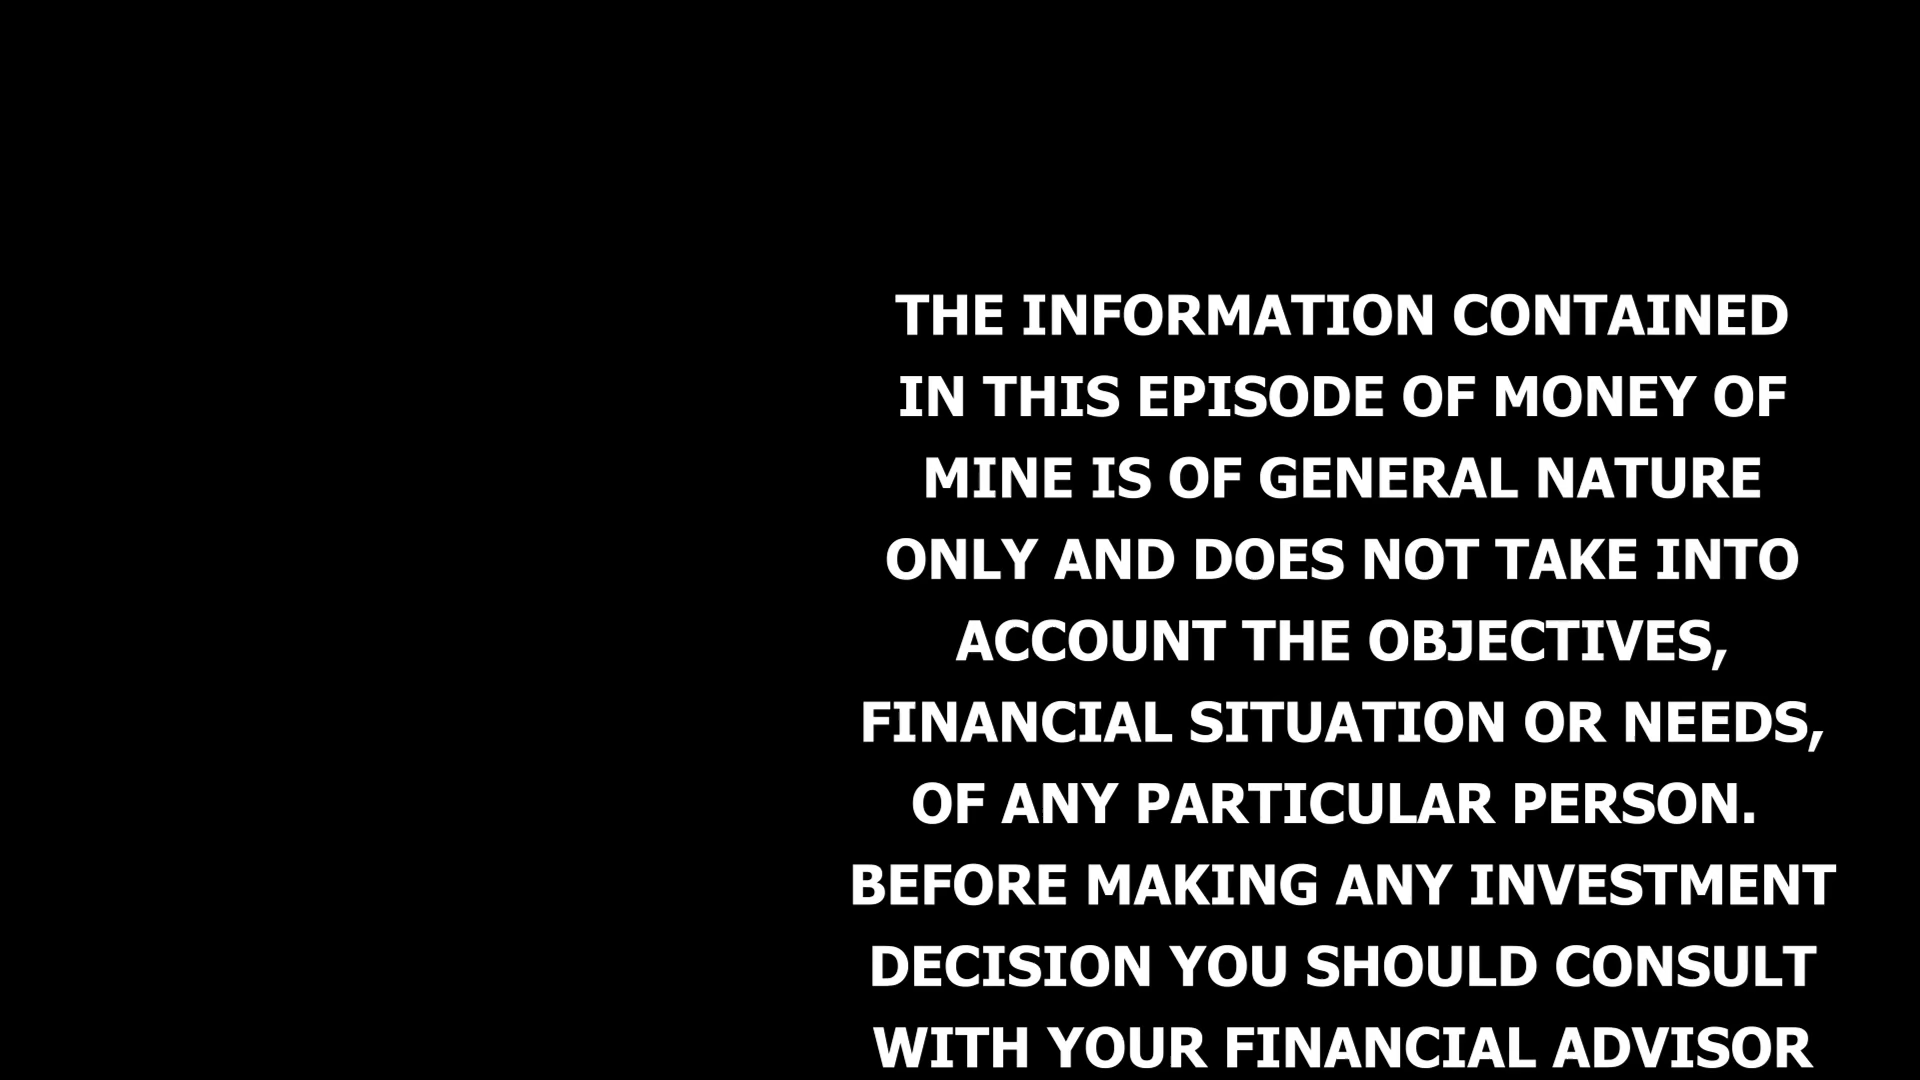 THE INFORMATION CONTAINED
IN THIS EPISODE OF MONEY OF
MINE IS OF GENERAL NATURE
ONLY AND DOES NOT TAKE INTO
ACCOUNT THE OBJECTIVES,
FINANCIAL SITUATION OR NEEDS,
OF ANY PARTICULAR PERSON.
BEFORE MAKING ANY INVESTMENT
DECISION YOU SHOULD CONSULT
WITH YOUR FINANCIAL ADVISOR